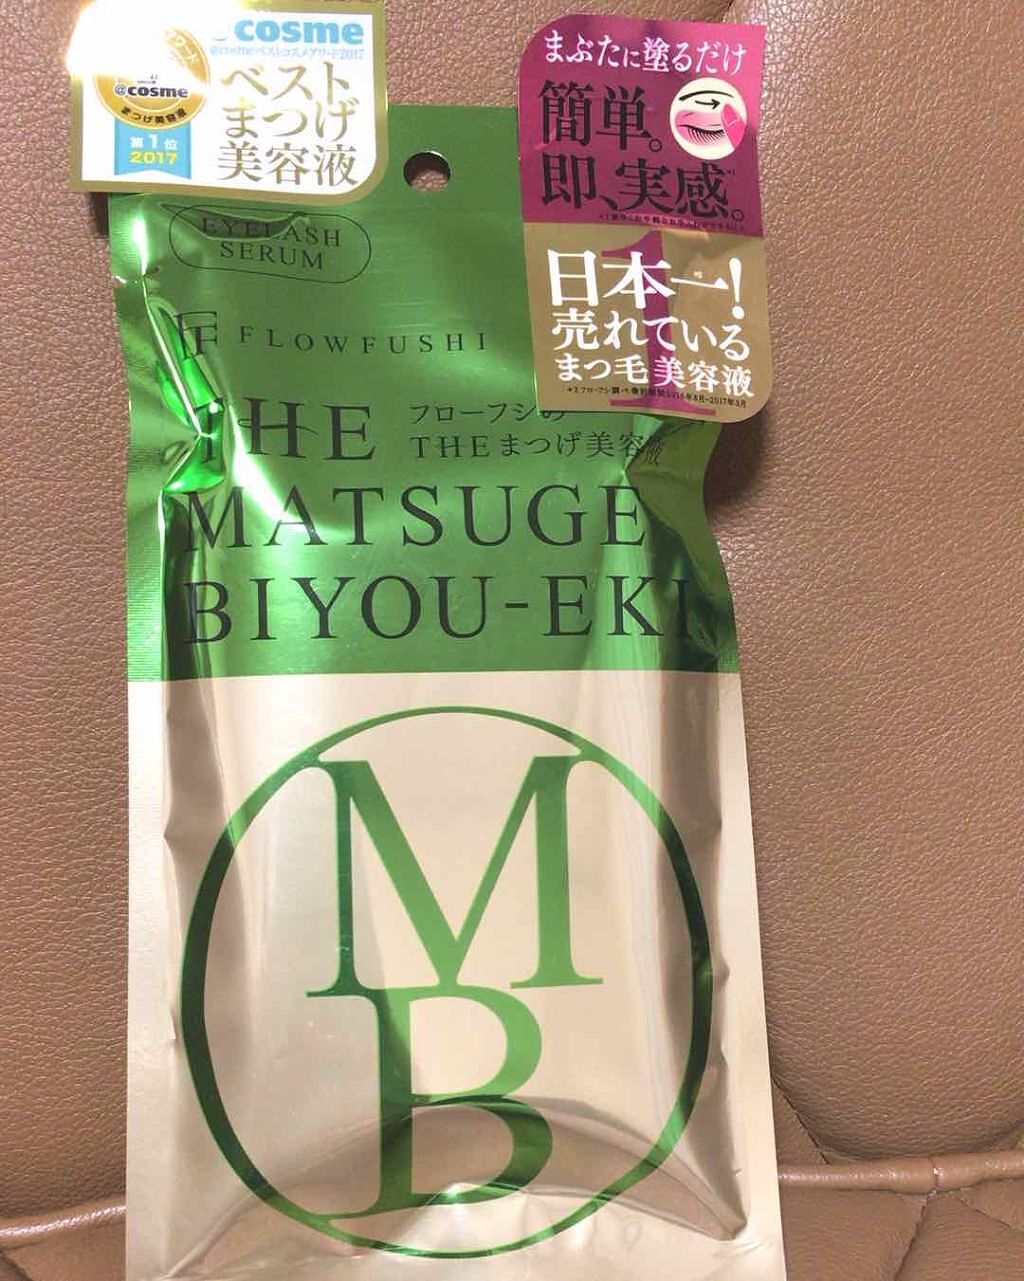 @cosme
@cosmeベストコスメアワード2017
@cosme
まつげ美容液
第1位
2017
ベスト
まつげ
美容液
まぶたに塗るだけ
簡単。
即、実感。
1
日本一!
売れている
まつ毛美容液
EYELASH
SERUM
F FLOWFUSHI
THE
フローフシの
THEまつげ美容液
MATSUGE
BIYOU-EKI
M
B